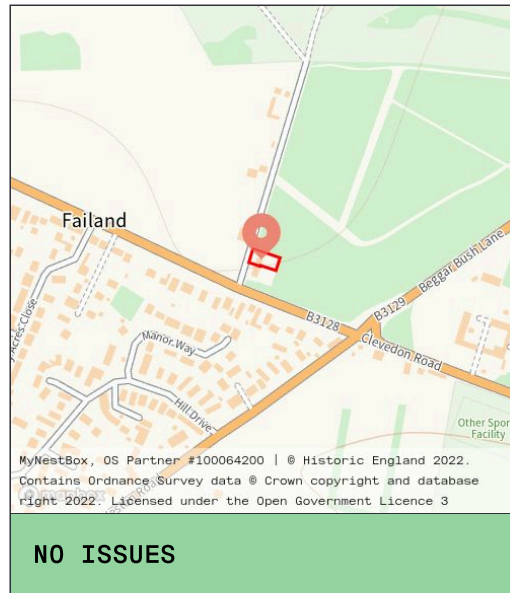 Failand
Beggar Bush Lane
B3129
B3128
Clevedon Road
Acres Close
Manor Way
Hill Drive
Other Spor
Facility
MyNestBox, OS Partner #100064200 | © Historic England 2022.
Contains Ordnance Survey data © Crown copyright and database
right 2022. Licensed under the Open Government Licence 3
mapbox
NO ISSUES